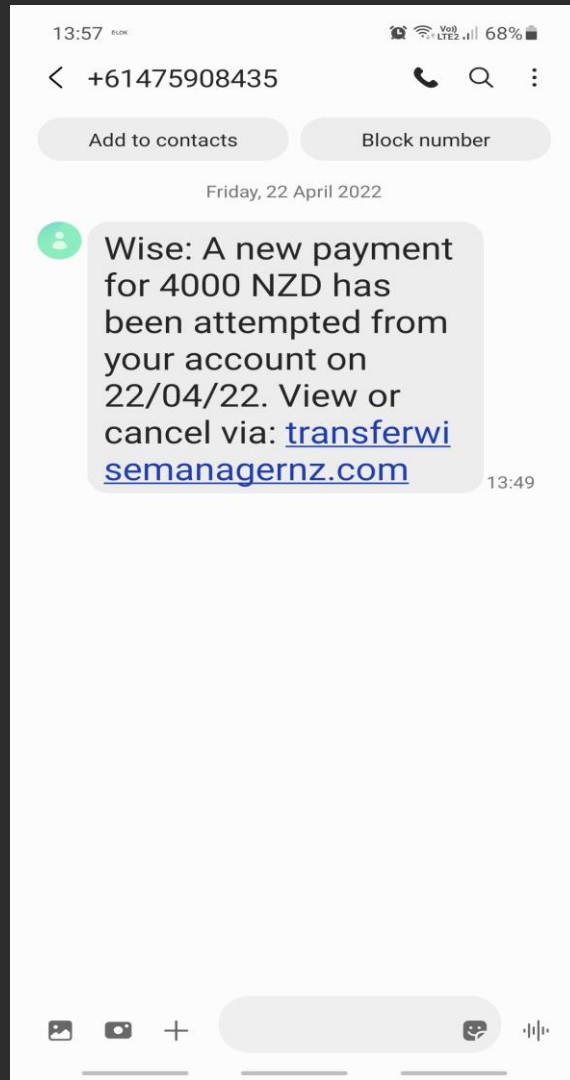 13:57
Vo)) LTE2 68%
+61475908435
Add to contacts
Block number
Friday, 22 April 2022
Wise: A new payment
for 4000 NZD has
been attempted from
your account on
22/04/22. View or
cancel via: transferwi
semanagernz.com
13:49